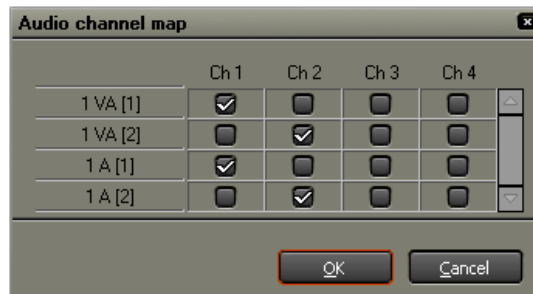 Audio channel map
Ch 1 Ch 2 Ch 3 Ch 4
1 VA [1]
1 VA [2]
1 A [1]
1 A [2]
OK Cancel